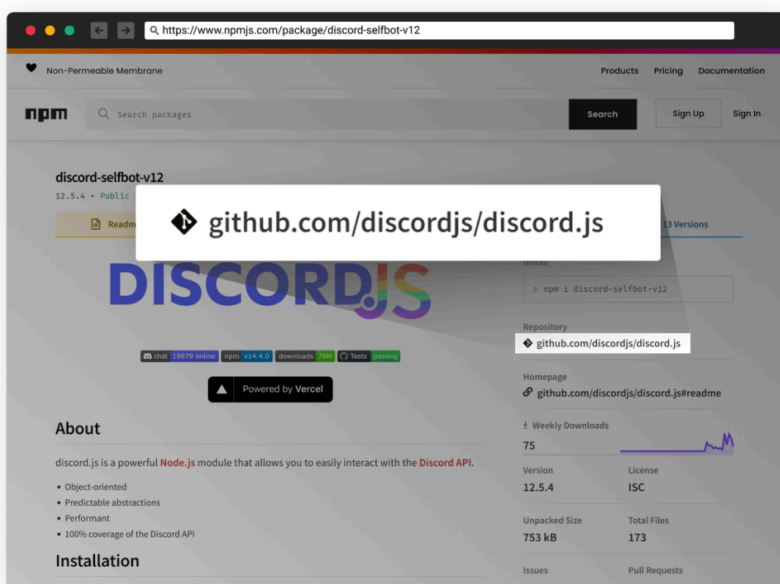 https://www.npmjs.com/package/discord-selfbot-v12
Non-Permeable Membrane
Products Pricing Documentation
npm
Search packages
Search
Sign Up
Sign In
discord-selfbot-v12
12.5.4 • Public
Readm
github.com/discordjs/discord.js
13 Versions
DISCORD.JS
Install
> npm i discord-selfbot-v12
Repository
github.com/discordjs/discord.js
chat 19879 online npm v14.4.0 downloads 76M Tests passing
Powered by Vercel
Homepage
github.com/discordjs/discord.js#readme
Weekly Downloads
75
About
discord.js is a powerful Node.js module that allows you to easily interact with the Discord API.
• Object-oriented
• Predictable abstractions
• Performant
• 100% coverage of the Discord API
Version License
12.5.4 ISC
Unpacked Size Total Files
753 kB 173
Installation
Issues Pull Requests